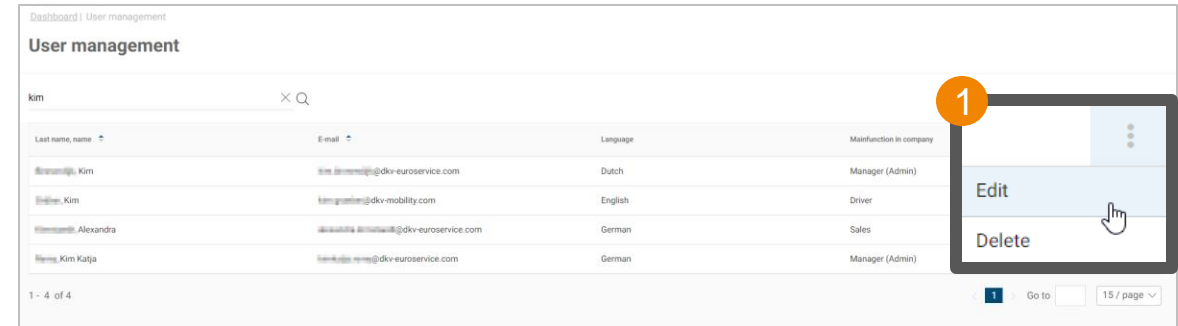 Dashboard | User management
User management
kim
1
Last name, name E-mail Language Mainfunction in company
, Kim @dkv-euroservice.com Dutch Manager (Admin)
, Kim @dkv-mobility.com English Driver
, Alexandra @dkv-euroservice.com German Sales
, Kim Katja @dkv-euroservice.com German Manager (Admin)
Edit
Delete
1 - 4 of 4 1 Go to 15 / page